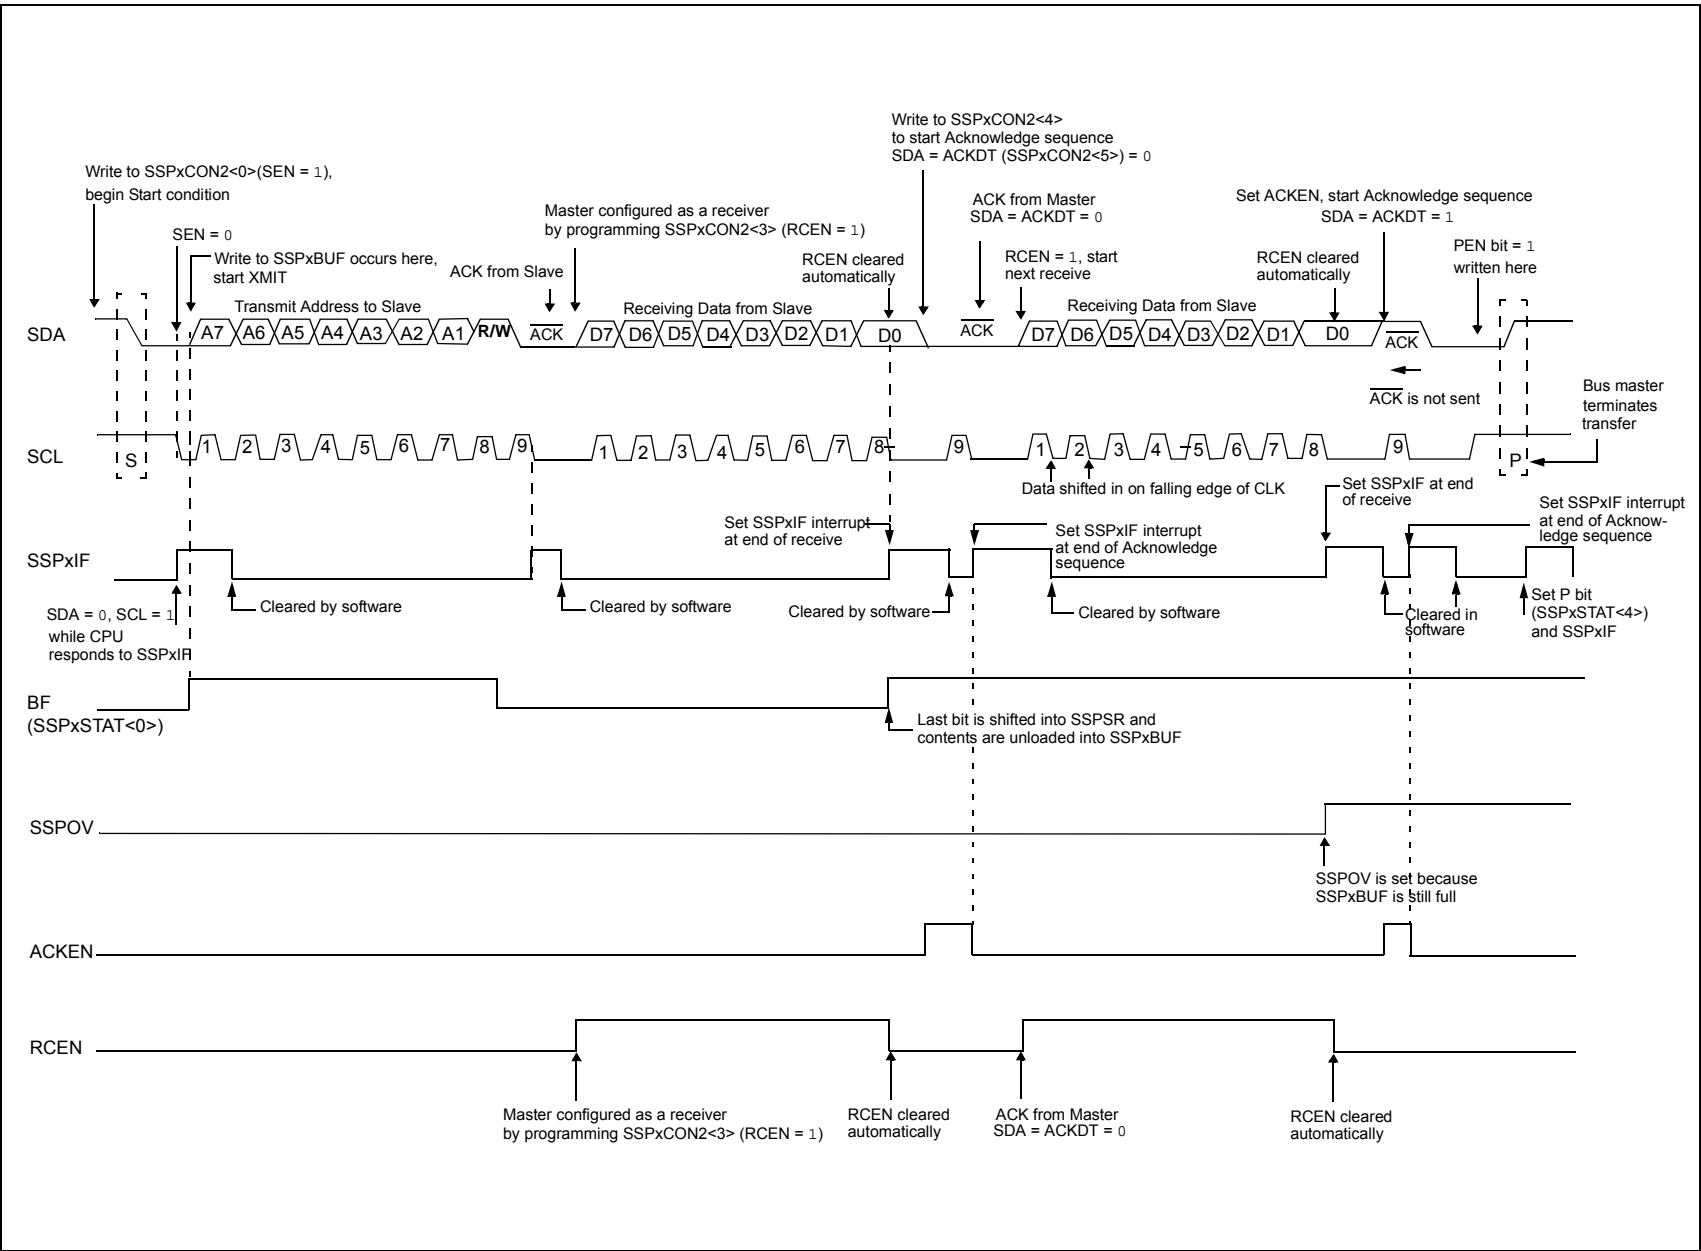 Write to SSPxCON2<4>
to start Acknowledge sequence
SDA = ACKDT (SSPxCON2<5>) = 0
Write to SSPxCON2<0>(SEN = 1),
begin Start condition
ACK from Master
SDA = ACKDT = 0
Set ACKEN, start Acknowledge sequence
SDA = ACKDT = 1
Master configured as a receiver
by programming SSPxCON2<3> (RCEN = 1)
SEN = 0
Write to SSPxBUF occurs here,
start XMIT
ACK from Slave
RCEN cleared
automatically
RCEN = 1, start
next receive
RCEN cleared
automatically
PEN bit = 1
written here
Transmit Address to Slave
Receiving Data from Slave
Receiving Data from Slave
SDA
A7 A6 A5 A4 A3 A2 A1 R/W ACK D7 D6 D5 D4 D3 D2 D1 D0 ACK D7 D6 D5 D4 D3 D2 D1 D0 ACK
ACK is not sent
Bus master
terminates
transfer
SCL
S 1 2 3 4 5 6 7 8 9 1 2 3 4 5 6 7 8 9 1 2 3 4 5 6 7 8 9 P
Data shifted in on falling edge of CLK
Set SSPxIF at end
of receive
Set SSPxIF interrupt
at end of receive
Set SSPxIF interrupt
at end of Acknowledge
sequence
Set SSPxIF interrupt
at end of Acknow-
ledge sequence
SSPxIF
SDA = 0, SCL = 1
while CPU
responds to SSPxIF
Cleared by software
Cleared by software
Cleared by software
Cleared by software
Cleared in
software
Set P bit
(SSPxSTAT<4>)
and SSPxIF
BF
(SSPxSTAT<0>)
Last bit is shifted into SSPSR and
contents are unloaded into SSPxBUF
SSPOV
SSPOV is set because
SSPxBUF is still full
ACKEN
RCEN
Master configured as a receiver
by programming SSPxCON2<3> (RCEN = 1)
RCEN cleared
automatically
ACK from Master
SDA = ACKDT = 0
RCEN cleared
automatically